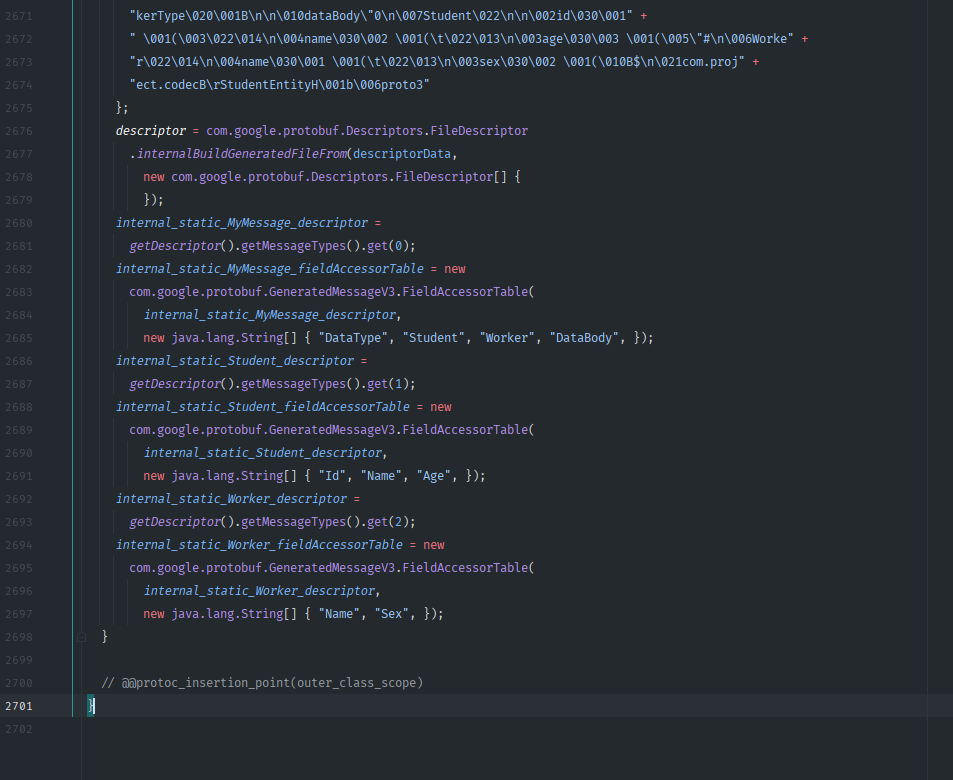 2671 "kerType\020\001B\n\n\010dataBody\"0\n\007Student\022\n\n\002id\030\001" +
2672 " \001(\003\022\014\n\004name\030\002 \001(\t\022\013\n\003age\030\003 \001(\005\"#\n\006Worke" +
2673 "r\022\014\n\004name\030\001 \001(\t\022\013\n\003sex\030\002 \001(\010B$\n\021com.proj" +
2674 "ect.codecB\rStudentEntityH\001b\006proto3"
2675 };
2676 descriptor = com.google.protobuf.Descriptors.FileDescriptor
2677 .internalBuildGeneratedFileFrom(descriptorData,
2678 new com.google.protobuf.Descriptors.FileDescriptor[] {
2679 });
2680 internal_static_MyMessage_descriptor =
2681 getDescriptor().getMessageTypes().get(0);
2682 internal_static_MyMessage_fieldAccessorTable = new
2683 com.google.protobuf.GeneratedMessageV3.FieldAccessorTable(
2684 internal_static_MyMessage_descriptor,
2685 new java.lang.String[] { "DataType", "Student", "Worker", "DataBody", });
2686 internal_static_Student_descriptor =
2687 getDescriptor().getMessageTypes().get(1);
2688 internal_static_Student_fieldAccessorTable = new
2689 com.google.protobuf.GeneratedMessageV3.FieldAccessorTable(
2690 internal_static_Student_descriptor,
2691 new java.lang.String[] { "Id", "Name", "Age", });
2692 internal_static_Worker_descriptor =
2693 getDescriptor().getMessageTypes().get(2);
2694 internal_static_Worker_fieldAccessorTable = new
2695 com.google.protobuf.GeneratedMessageV3.FieldAccessorTable(
2696 internal_static_Worker_descriptor,
2697 new java.lang.String[] { "Name", "Sex", });
2698 }
2699
2700 // @@protoc_insertion_point(outer_class_scope)
2701 }
2702